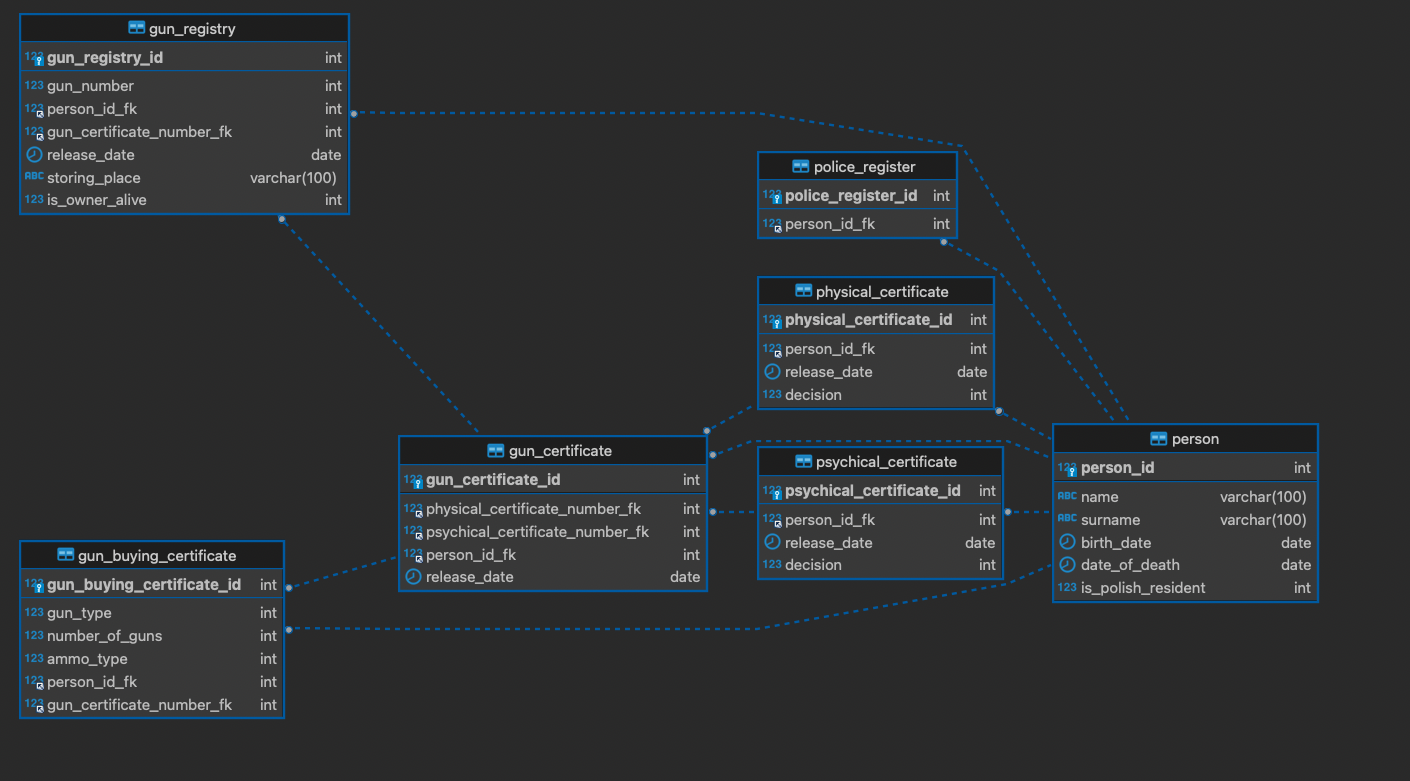 gun_registry
123 gun_registry_id int
123 gun_number int
123 person_id_fk int
123 gun_certificate_number_fk int
release_date date
ABC storing_place varchar(100)
123 is_owner_alive int
police_register
123 police_register_id int
123 person_id_fk int
physical_certificate
123 physical_certificate_id int
123 person_id_fk int
release_date date
123 decision int
gun_certificate
123 gun_certificate_id int
123 physical_certificate_number_fk int
123 psychical_certificate_number_fk int
123 person_id_fk int
release_date date
psychical_certificate
123 psychical_certificate_id int
123 person_id_fk int
release_date date
123 decision int
person
123 person_id int
ABC name varchar(100)
ABC surname varchar(100)
birth_date date
date_of_death date
123 is_polish_resident int
gun_buying_certificate
123 gun_buying_certificate_id int
123 gun_type int
123 number_of_guns int
123 ammo_type int
123 person_id_fk int
123 gun_certificate_number_fk int